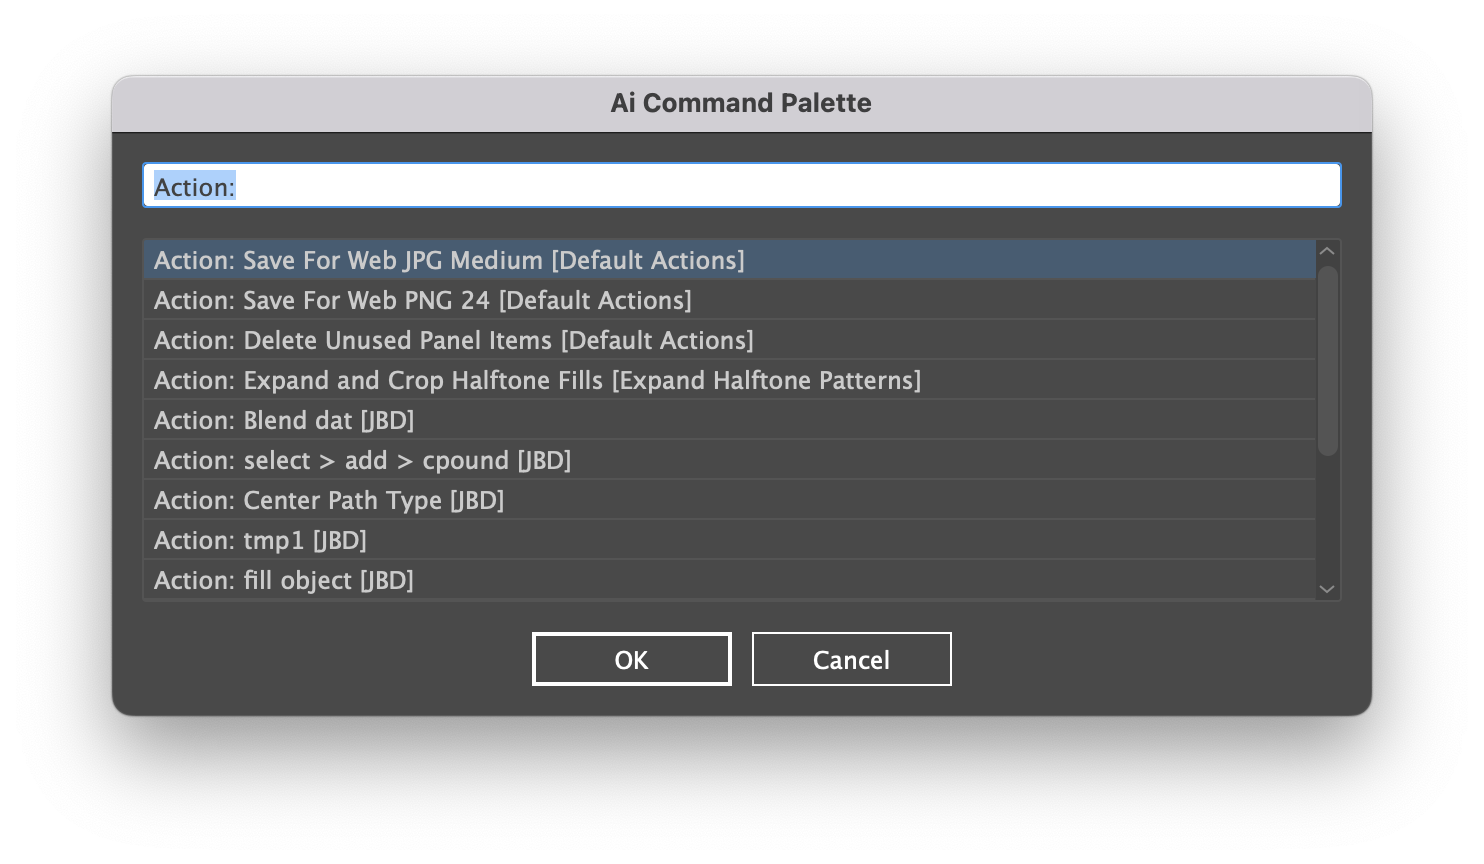 Ai Command Palette
Action:
Action: Save For Web JPG Medium [Default Actions]
Action: Save For Web PNG 24 [Default Actions]
Action: Delete Unused Panel Items [Default Actions]
Action: Expand and Crop Halftone Fills [Expand Halftone Patterns]
Action: Blend dat [JBD]
Action: select > add > cpound [JBD]
Action: Center Path Type [JBD]
Action: tmp1 [JBD]
Action: fill object [JBD]
OK
Cancel